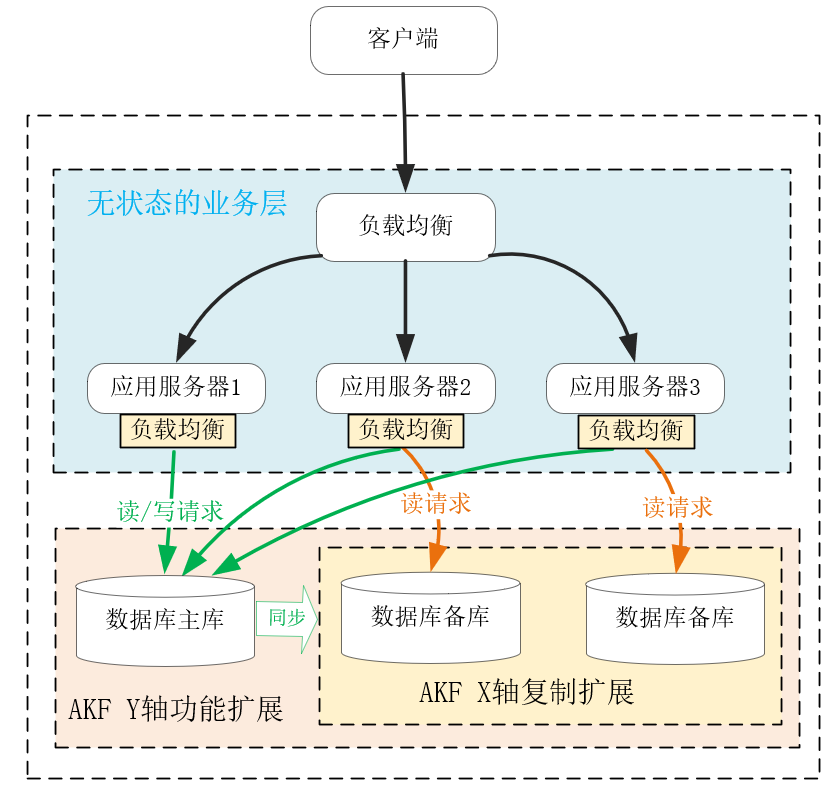 客户端
无状态的业务层
负载均衡
应用服务器1
应用服务器2
应用服务器3
负载均衡
负载均衡
负载均衡
读/写请求
读请求
读请求
数据库主库
同步
数据库备库
数据库备库
AKF Y轴功能扩展
AKF X轴复制扩展